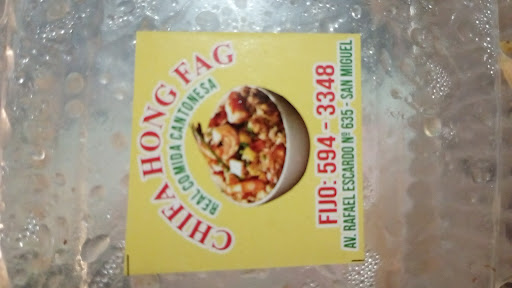 CHIFA HONG FAG
REAL COMIDA CANTONESA
FIJO: 594 - 3348
AV. RAFAEL ESCARDO Nº 635 - SAN MIGUEL